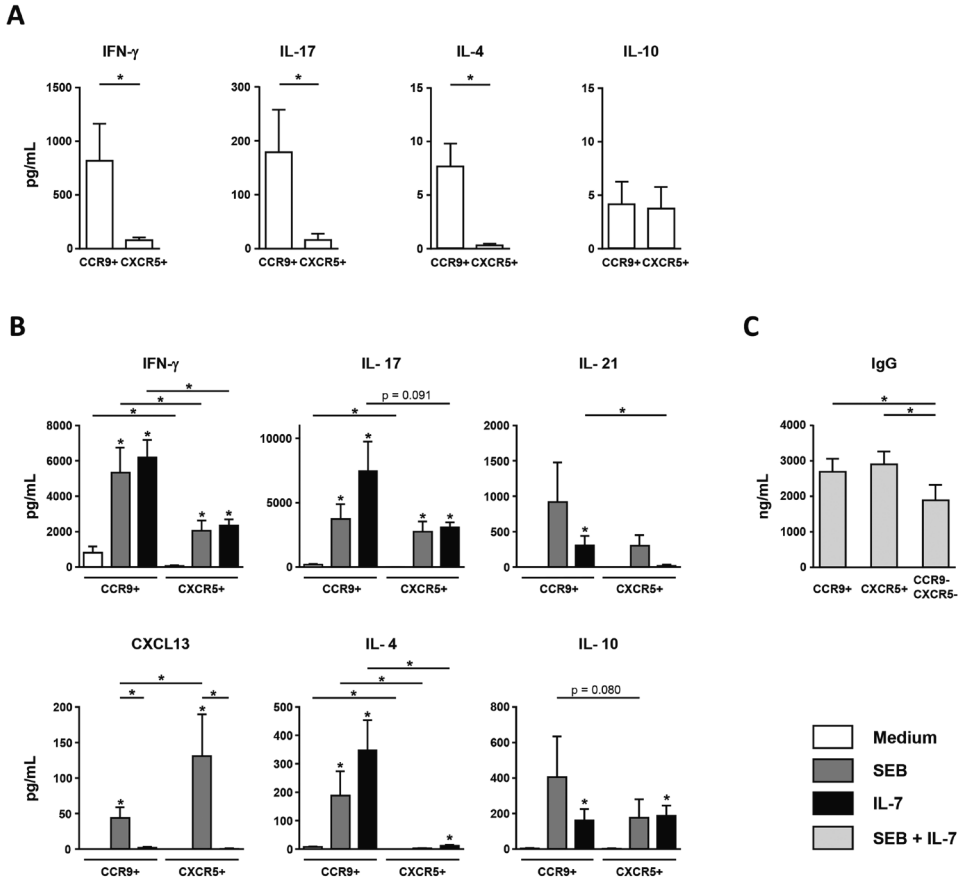 A
IFN-γ IL-17 IL-4 IL-10
pg/mL
1500 1000 500 0
*
CCR9+ CXCR5+
300 200 100 0
*
CCR9+ CXCR5+
15 10 5 0
*
CCR9+ CXCR5+
15 10 5 0
CCR9+ CXCR5+
B
IFN-γ
* * *
pg/mL
8000 6000 4000 2000 0
* * * *
CCR9+ CXCR5+
IL- 17
p = 0.091
*
10000 5000 0
* * * *
CCR9+ CXCR5+
IL- 21
*
2000 1500 1000 500 0
*
CCR9+ CXCR5+
CXCL13
* * *
pg/mL
200 150 100 50 0
* *
CCR9+ CXCR5+
IL- 4
* * *
500 400 300 200 100 0
* * *
CCR9+ CXCR5+
IL- 10
p = 0.080
800 600 400 200 0
* *
CCR9+ CXCR5+
C
IgG
* *
ng/mL
4000 3000 2000 1000 0
CCR9+ CXCR5+ CCR9-
CXCR5-
Medium
SEB
IL-7
SEB + IL-7